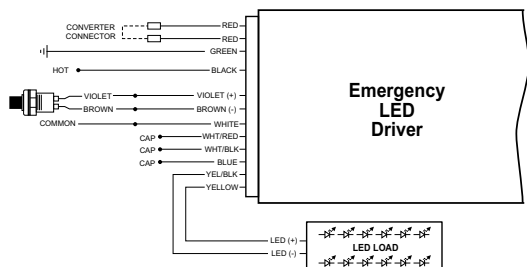 CONVERTER
CONNECTOR
RED
RED
GREEN
HOT
BLACK
VIOLET
VIOLET (+)
BROWN
BROWN (-)
COMMON
WHITE
CAP
WHT/RED
CAP
WHT/BLK
CAP
BLUE
YEL/BLK
YELLOW
Emergency
LED
Driver
LED (+)
LED (-)
LED LOAD